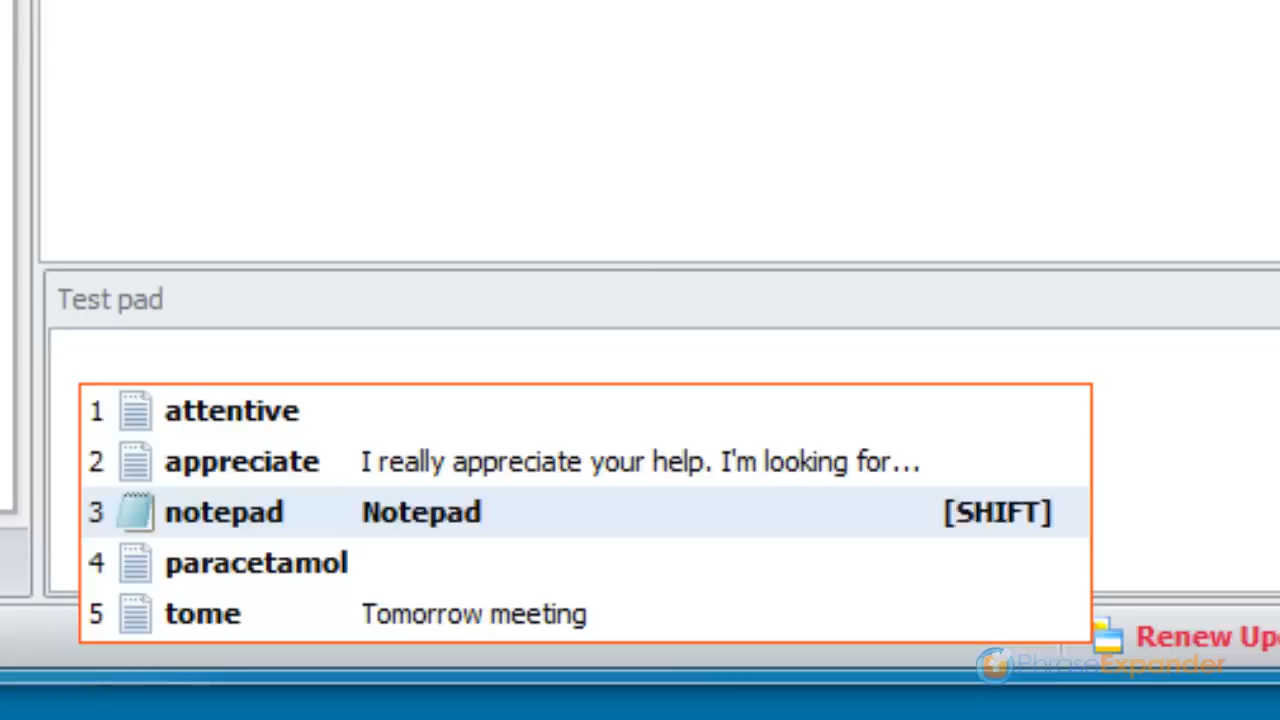 Test pad
1 attentive
2 appreciate I really appreciate your help. I'm looking for...
3 notepad Notepad [SHIFT]
4 paracetamol
5 tome Tomorrow meeting
Renew Up
PhraseExpander